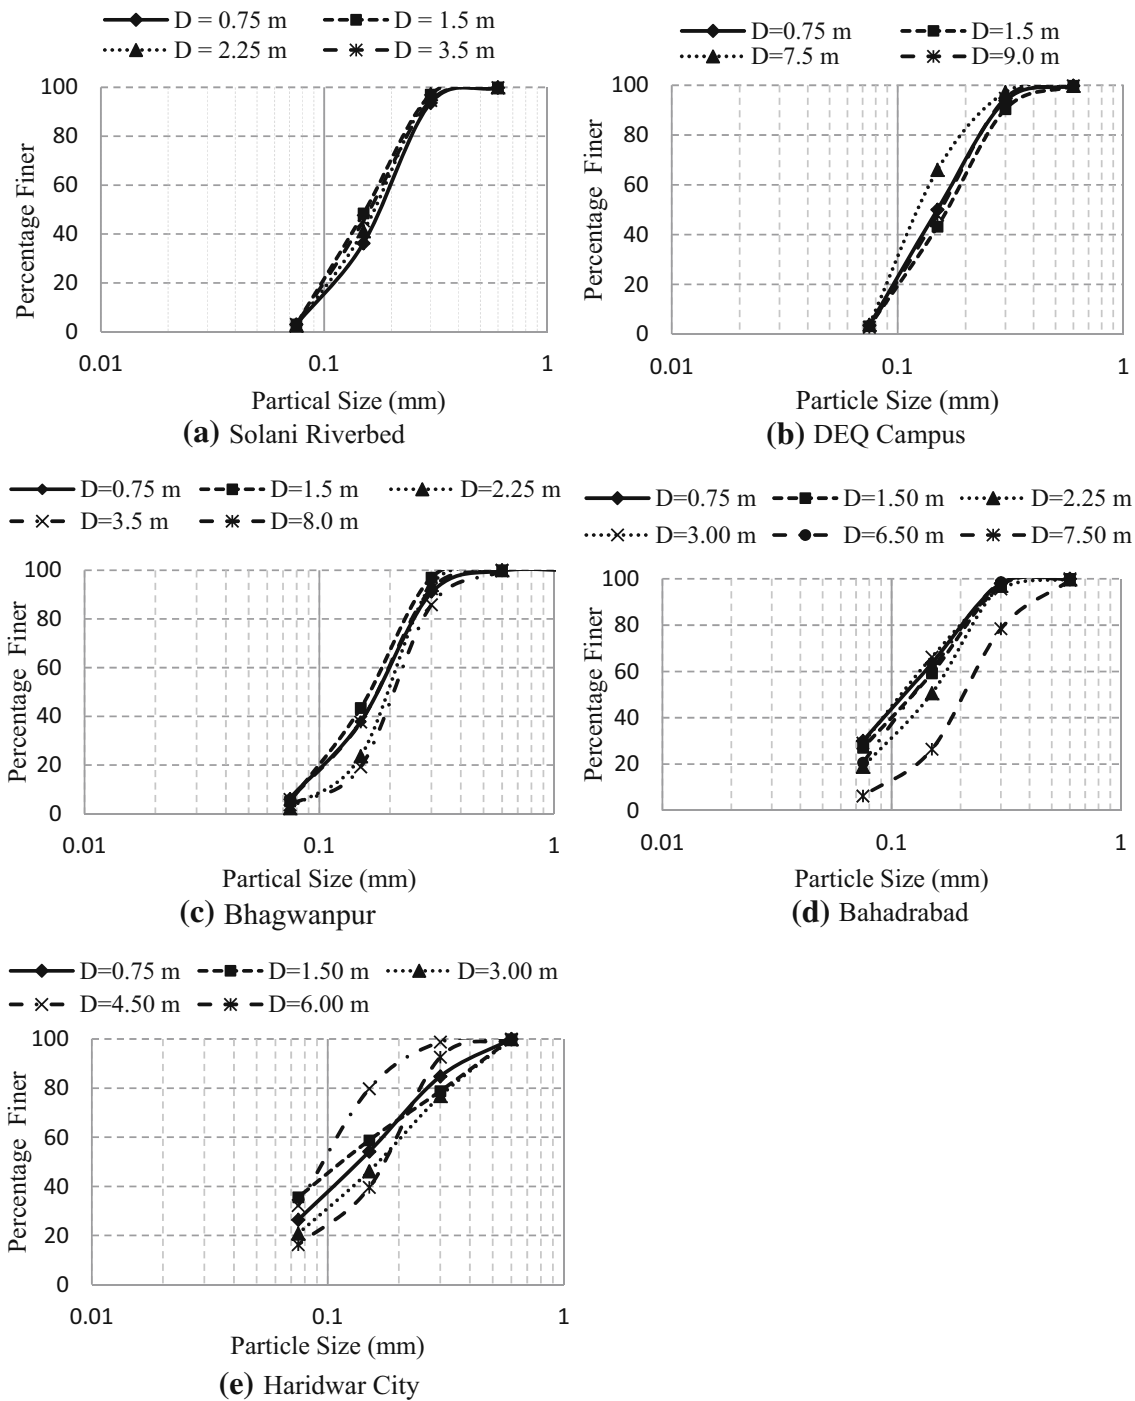 D = 0.75 m
D = 1.5 m
D = 2.25 m
D = 3.5 m
100
80
60
40
20
0
Percentage Finer
0.01
0.1
1
Partical Size (mm)
(a) Solani Riverbed
D=0.75 m
D=1.5 m
D=7.5 m
D=9.0 m
100
80
60
40
20
0
Percentage Finer
0.01
0.1
1
Particle Size (mm)
(b) DEQ Campus
D=0.75 m
D=1.5 m
D=2.25 m
D=3.5 m
D=8.0 m
100
80
60
40
20
0
Percentage Finer
0.01
0.1
1
Partical Size (mm)
(c) Bhagwanpur
D=0.75 m
D=1.50 m
D=2.25 m
D=3.00 m
D=6.50 m
D=7.50 m
100
80
60
40
20
0
Percentage Finer
0.01
0.1
1
Particle Size (mm)
(d) Bahadrabad
D=0.75 m
D=1.50 m
D=3.00 m
D=4.50 m
D=6.00 m
100
80
60
40
20
0
Percentage Finer
0.01
0.1
1
Particle Size (mm)
(e) Haridwar City